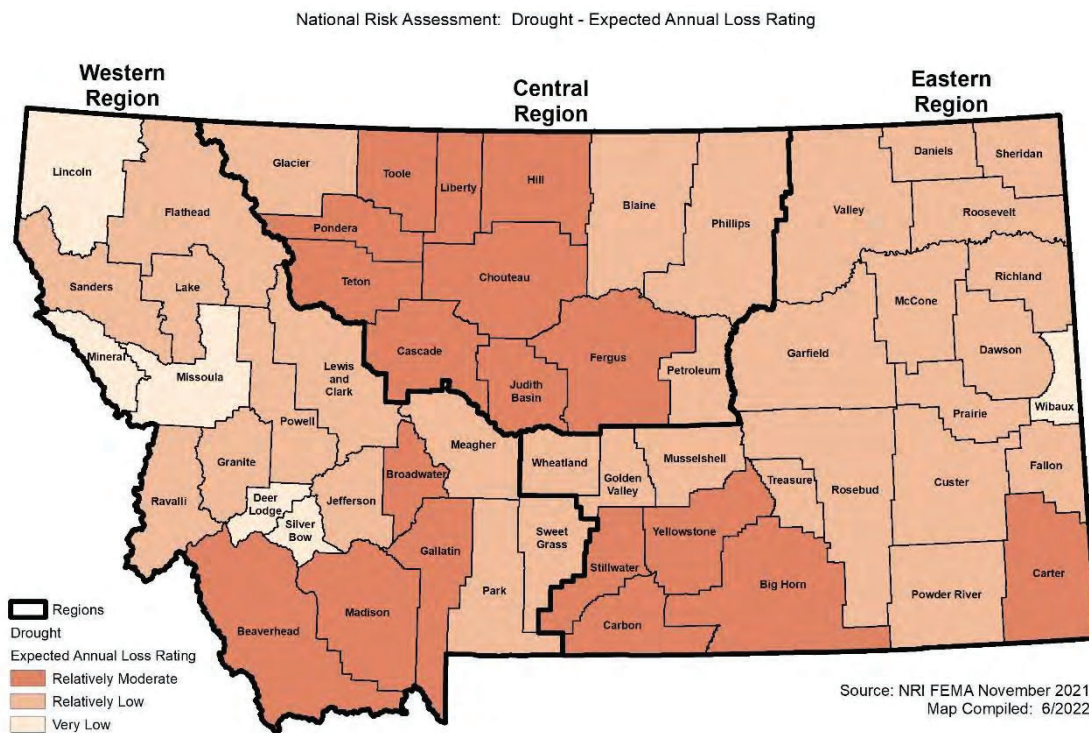 National Risk Assessment: Drought - Expected Annual Loss Rating
Western
Region
Central
Region
Eastern
Region
Lincoln
Flathead
Glacier
Toole
Liberty
Hill
Blaine
Phillips
Valley
Daniels
Sheridan
Roosevelt
Pondera
Teton
Chouteau
Sanders
Lake
Richland
McCone
Mineral
Missoula
Lewis
and
Clark
Cascade
Judith
Basin
Fergus
Petroleum
Garfield
Dawson
Prairie
Wibaux
Powell
Granite
Ravalli
Meagher
Broadwater
Jefferson
Wheatland
Golden
Valley
Musselshell
Treasure
Rosebud
Custer
Fallon
Deer
Lodge
Silver
Bow
Gallatin
Park
Sweet
Grass
Stillwater
Yellowstone
Big Horn
Carbon
Powder River
Carter
Beaverhead
Madison
Regions
Drought
Expected Annual Loss Rating
Relatively Moderate
Relatively Low
Very Low
Source: NRI FEMA November 2021
Map Compiled: 6/2022